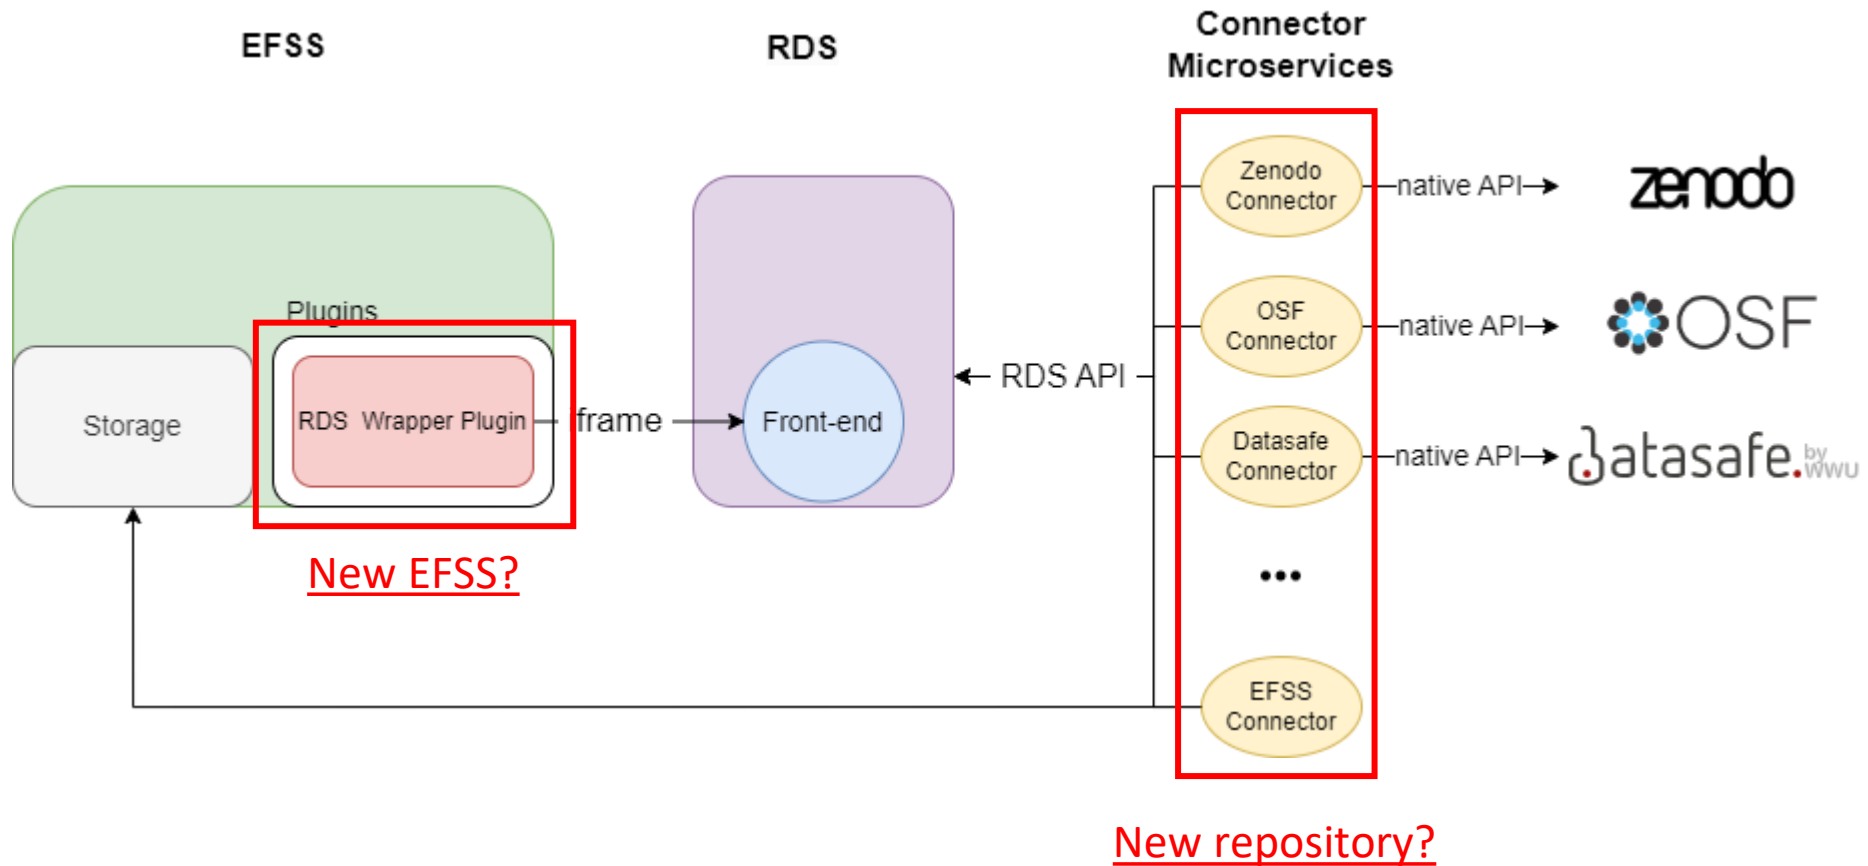 EFSS
RDS
Connector
Microservices
Plugins
Storage
RDS Wrapper Plugin
iframe
Front-end
RDS API
Zenodo
Connector
native API
zenodo
OSF
Connector
native API
OSF
Datasafe
Connector
native API
datasafe. by WWU
...
EFSS
Connector
New EFSS?
New repository?